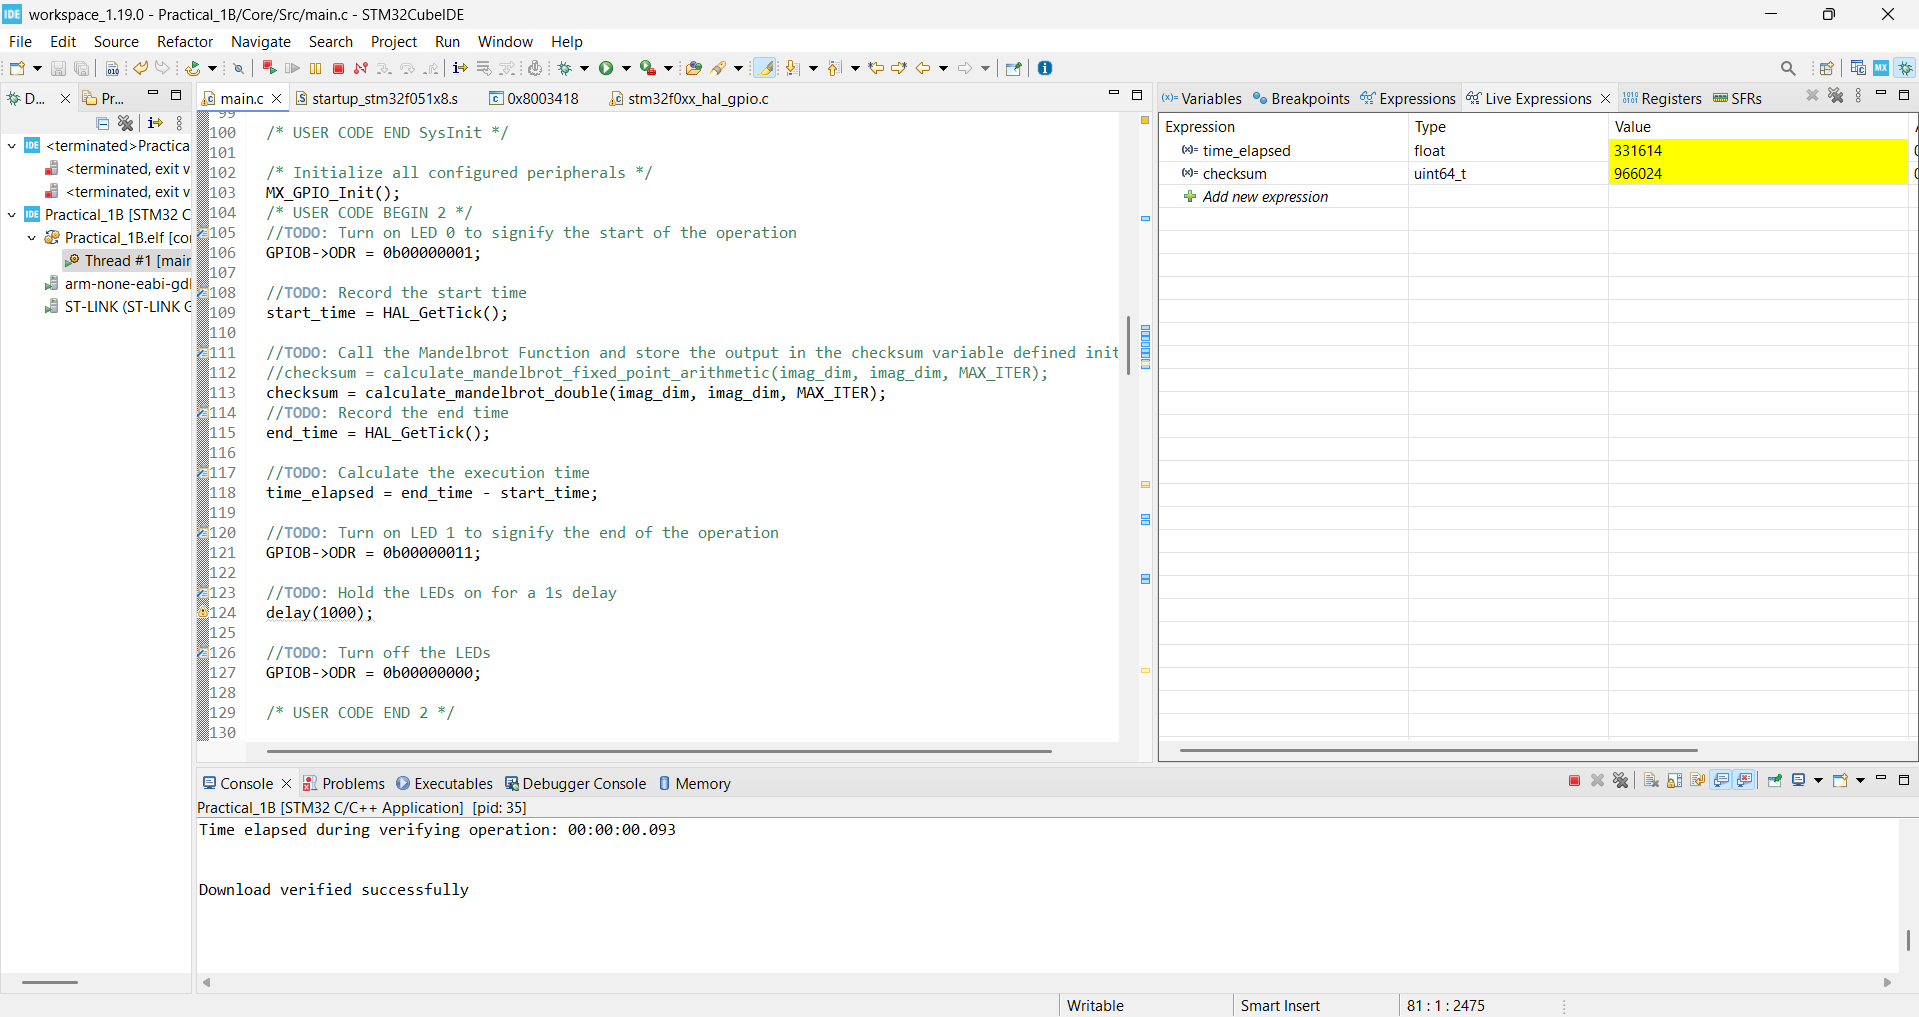 IDE workspace_1.19.0 - Practical_1B/Core/Src/main.c - STM32CubeIDE
File Edit Source Refactor Navigate Search Project Run Window Help
D... Pr...
main.c startup_stm32f051x8.s 0x8003418 stm32f0xx_hal_gpio.c
<terminated>Practica
<terminated, exit v
<terminated, exit v
Practical_1B [STM32 C
Practical_1B.elf [co
Thread #1 [mair
arm-none-eabi-gd
ST-LINK (ST-LINK G
99
100 /* USER CODE END SysInit */
101
102 /* Initialize all configured peripherals */
103 MX_GPIO_Init();
104 /* USER CODE BEGIN 2 */
105 //TODO: Turn on LED 0 to signify the start of the operation
106 GPIOB->ODR = 0b00000001;
107
108 //TODO: Record the start time
109 start_time = HAL_GetTick();
110
111 //TODO: Call the Mandelbrot Function and store the output in the checksum variable defined init
112 //checksum = calculate_mandelbrot_fixed_point_arithmetic(imag_dim, imag_dim, MAX_ITER);
113 checksum = calculate_mandelbrot_double(imag_dim, imag_dim, MAX_ITER);
114 //TODO: Record the end time
115 end_time = HAL_GetTick();
116
117 //TODO: Calculate the execution time
118 time_elapsed = end_time - start_time;
119
120 //TODO: Turn on LED 1 to signify the end of the operation
121 GPIOB->ODR = 0b00000011;
122
123 //TODO: Hold the LEDs on for a 1s delay
124 delay(1000);
125
126 //TODO: Turn off the LEDs
127 GPIOB->ODR = 0b00000000;
128
129 /* USER CODE END 2 */
130
Variables Breakpoints Expressions Live Expressions Registers SFRs
Expression Type Value
time_elapsed float 331614
checksum uint64_t 966024
Add new expression
Console Problems Executables Debugger Console Memory
Practical_1B [STM32 C/C++ Application] [pid: 35]
Time elapsed during verifying operation: 00:00:00.093
Download verified successfully
Writable Smart Insert 81 : 1 : 2475